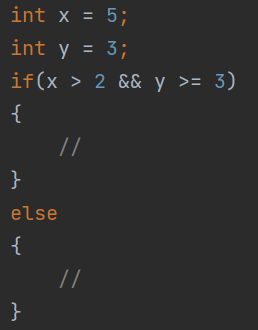 int x = 5;
int y = 3;
if(x > 2 && y >= 3)
{
    //
}
else
{
    //
}